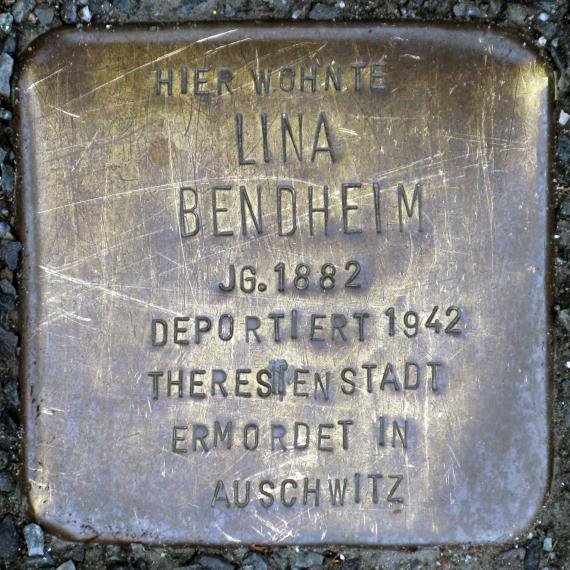 HIER WOHNTE
LINA
BENDHEIM
JG. 1882
DEPORTIERT 1942
THERESIENSTADT
ERMORDET IN
AUSCHWITZ